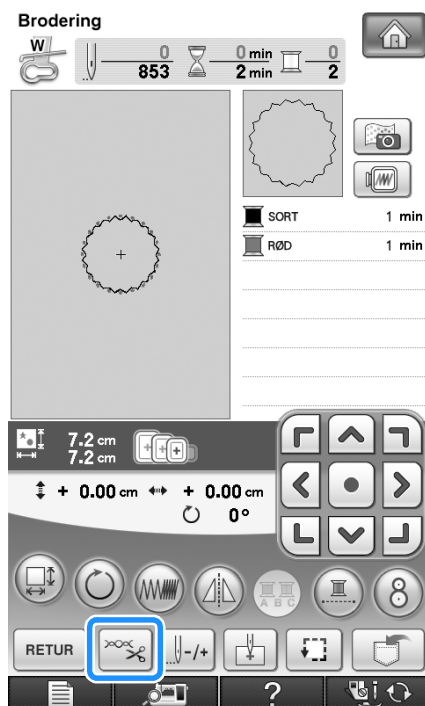 Brodering
W
0 0 min 0
853 2 min 2
SORT 1 min
RØD 1 min
7.2 cm
7.2 cm
+ 0.00 cm + 0.00 cm
0°
A B C
RETUR -/+
?